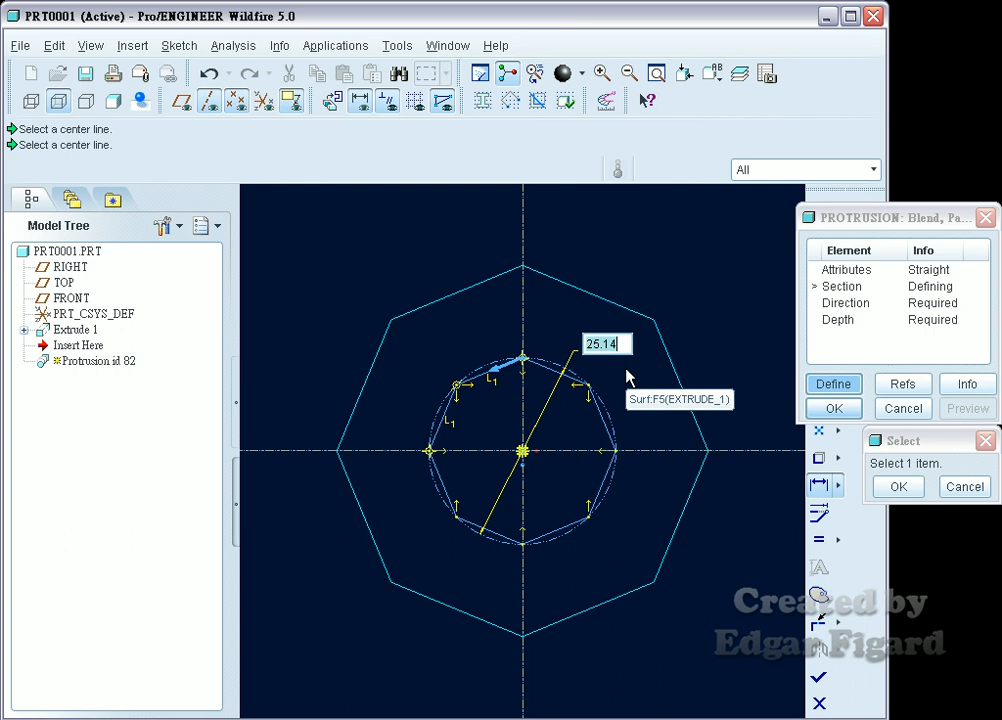 PRT0001 (Active) - Pro/ENGINEER Wildfire 5.0
File Edit View Insert Sketch Analysis Info Applications Tools Window Help
Select a center line.
Select a center line.
All
Model Tree
PRT0001.PRT
RIGHT
TOP
FRONT
PRT_CSYS_DEF
Extrude 1
Insert Here
Protrusion id 82
25.14
L1
L1
Surf:F5(EXTRUDE_1)
PROTRUSION: Blend, Pa...
Element Info
Attributes Straight
> Section Defining
Direction Required
Depth Required
Define Refs Info
OK Cancel Preview
Select
Select 1 item.
OK Cancel
Created by
Edgar Figard